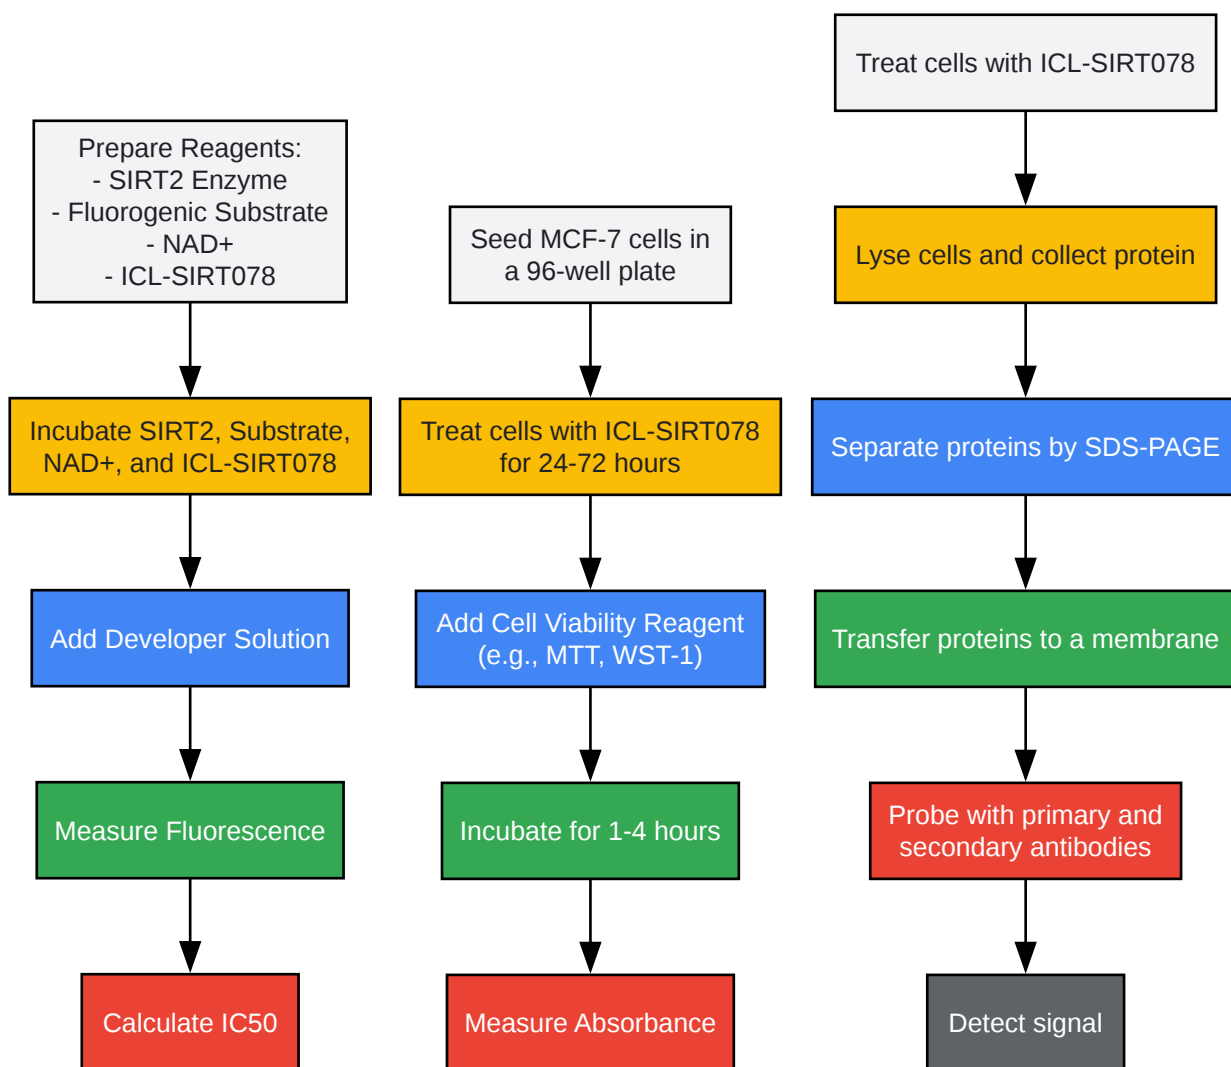 Prepare Reagents:
- SIRT2 Enzyme
- Fluorogenic Substrate
- NAD+
- ICL-SIRT078
Incubate SIRT2, Substrate,
NAD+, and ICL-SIRT078
Add Developer Solution
Measure Fluorescence
Calculate IC50
Seed MCF-7 cells in
a 96-well plate
Treat cells with ICL-SIRT078
for 24-72 hours
Add Cell Viability Reagent
(e.g., MTT, WST-1)
Incubate for 1-4 hours
Measure Absorbance
Treat cells with ICL-SIRT078
Lyse cells and collect protein
Separate proteins by SDS-PAGE
Transfer proteins to a membrane
Probe with primary and
secondary antibodies
Detect signal